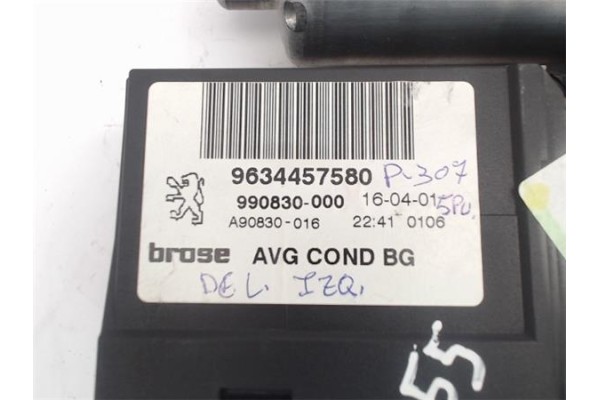 9634457580 P-307
990830-000 16-04-01 5Pu.
A90830-016 22:41 0106
brose AVG COND BG
DEL. IZQ.
55